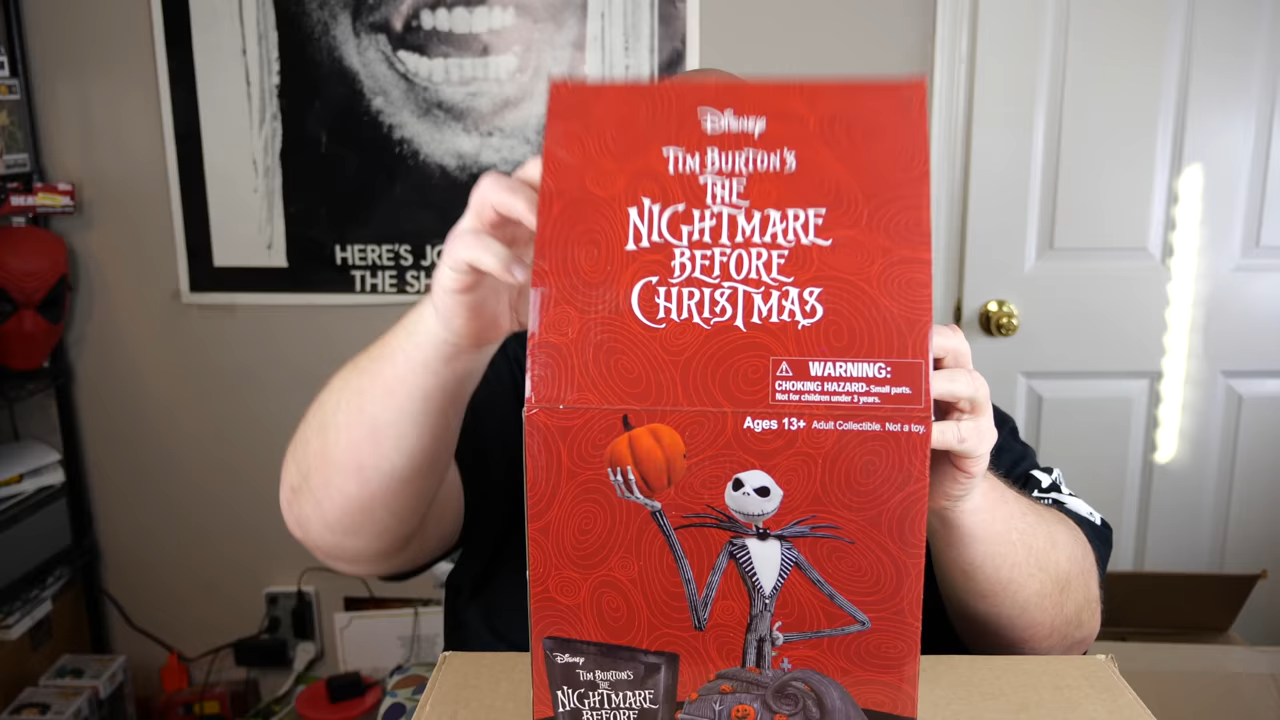 HERE'S JO
THE SH
DEADPOOL
Disney
TIM BURTON'S
THE
NIGHTMARE
BEFORE
CHRISTMAS
WARNING:
CHOKING HAZARD-Small parts.
Not for children under 3 years.
Ages 13+ Adult Collectible. Not a toy.
Disney
TIM BURTON'S
THE
NIGHTMARE
BEFORE